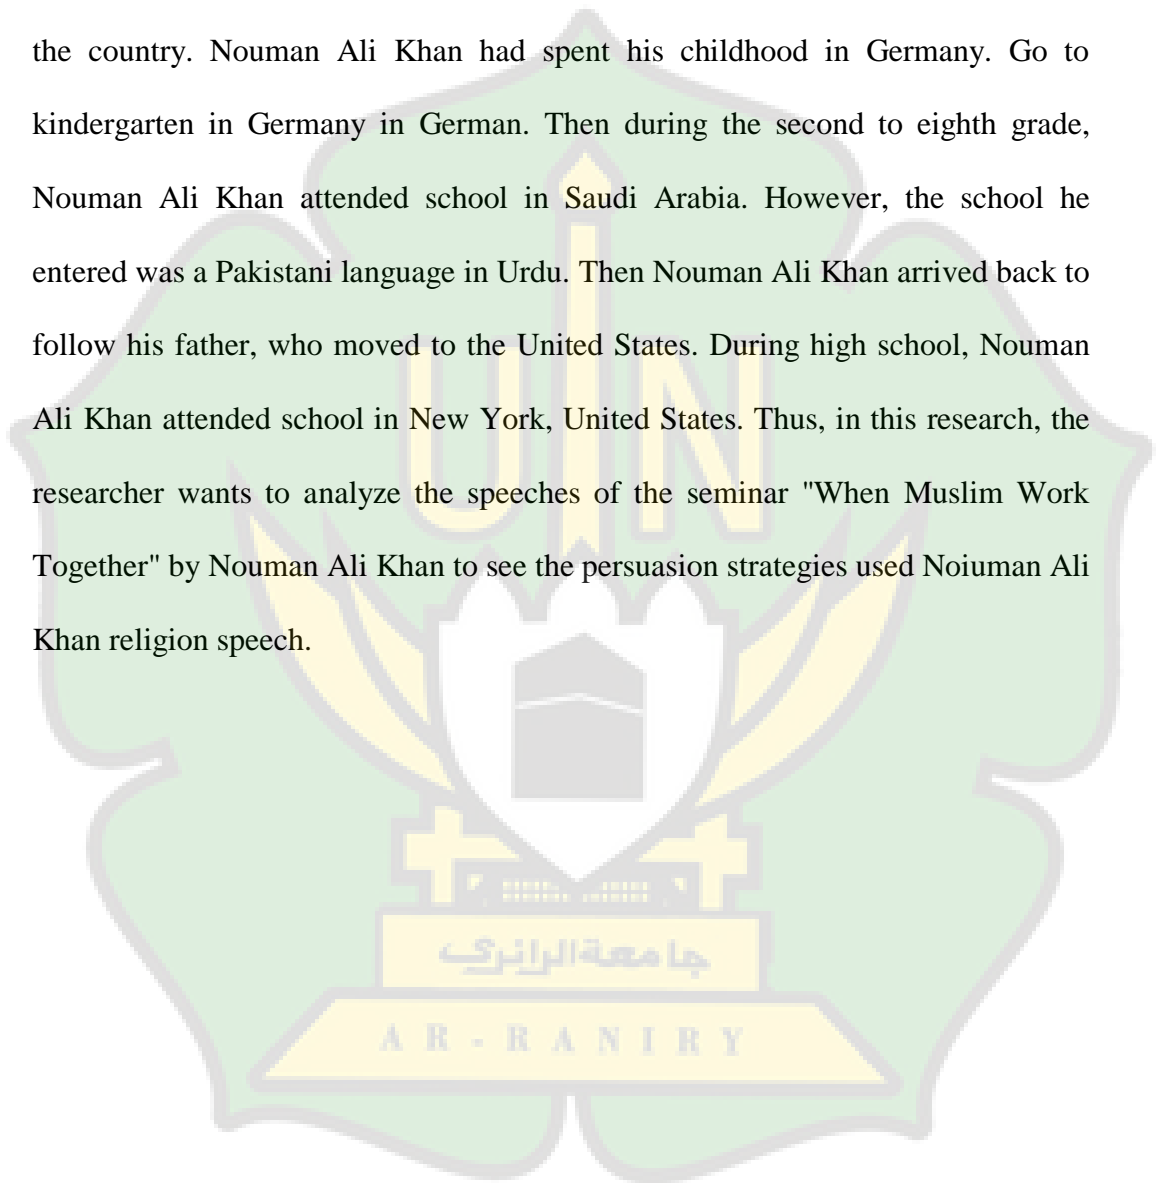 the country. Nouman Ali Khan had spent his childhood in Germany. Go to
kindergarten in Germany in German. Then during the second to eighth grade,
Nouman Ali Khan attended school in Saudi Arabia. However, the school he
entered was a Pakistani language in Urdu. Then Nouman Ali Khan arrived back to
follow his father, who moved to the United States. During high school, Nouman
Ali Khan attended school in New York, United States. Thus, in this research, the
researcher wants to analyze the speeches of the seminar "When Muslim Work
Together" by Nouman Ali Khan to see the persuasion strategies used Noiuman Ali
Khan religion speech.
UIN
جامعةالرانري
AR-RANIRY